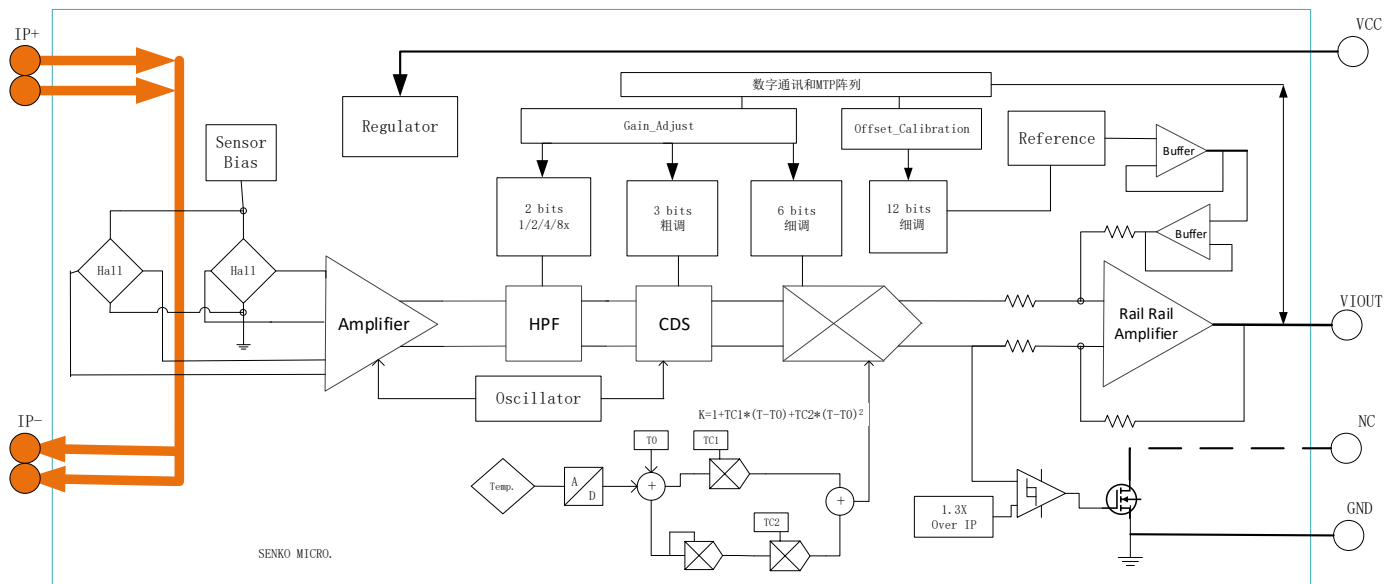 IP+
VCC
数字通讯和MTP阵列
Regulator
Gain_Adjust
Offset_Calibration
Reference
Buffer
Sensor
Bias
2 bits
1/2/4/8x
3 bits
粗调
6 bits
细调
12 bits
细调
Buffer
Hall
Hall
Amplifier
HPF
CDS
Rail Rail
Amplifier
VIOUT
Oscillator
K=1+TC1*(T-T0)+TC2*(T-T0)²
IP-
NC
T0
TC1
Temp.
A
D
+
+
1.3X
Over IP
TC2
GND
SENKO MICRO.